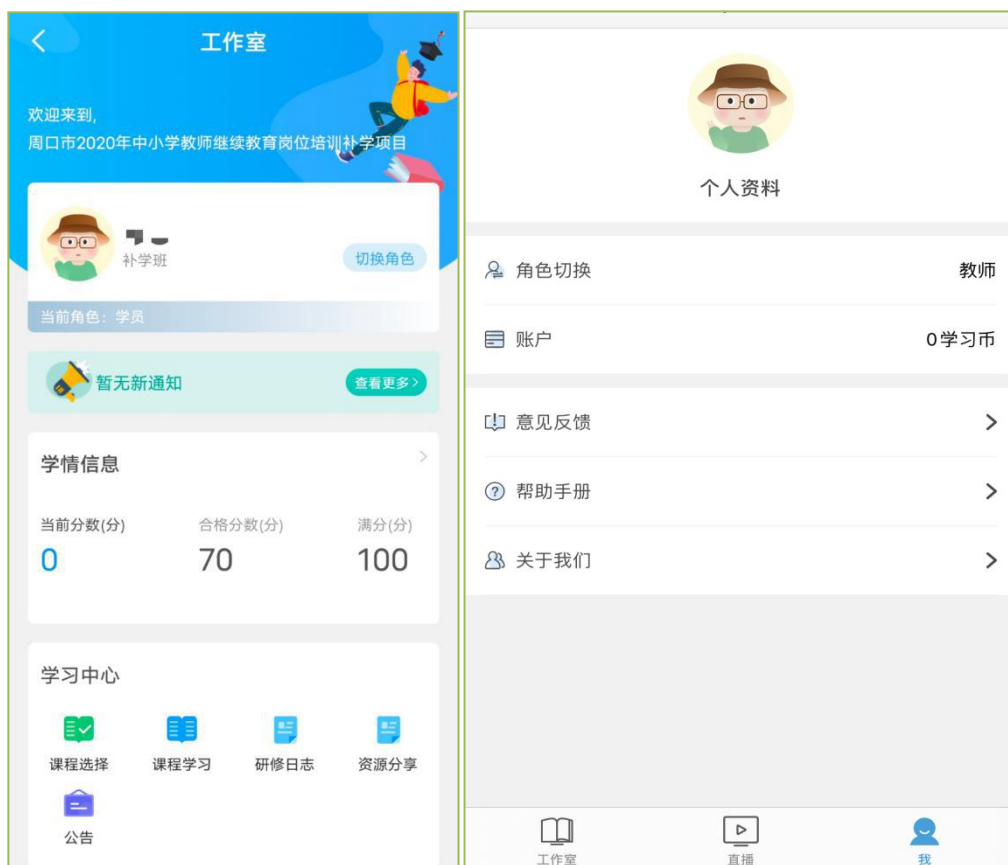 工作室
欢迎来到,
周口市2020年中小学教师继续教育岗位培训补学项目
补学班
切换角色
当前角色：学员
暂无新通知
查看更多>
学情信息
当前分数(分)
合格分数(分)
满分(分)
0
70
100
学习中心
课程选择
课程学习
研修日志
资源分享
公告
个人资料
角色切换
教师
账户
0学习币
意见反馈
帮助手册
关于我们
工作室
直播
我